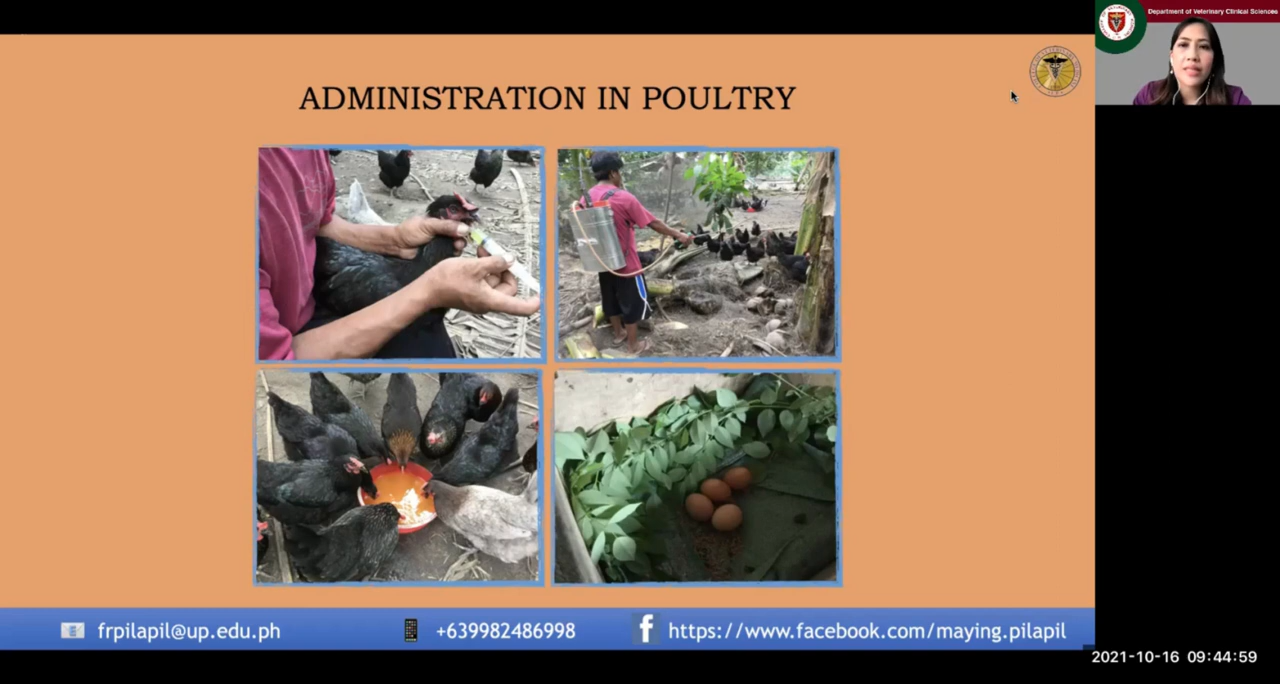 Department of Veterinary Clinical Sciences
ADMINISTRATION IN POULTRY
frpilapil@up.edu.ph
+639982486998
https://www.facebook.com/maying.pilapil
2021-10-16 09:44:59